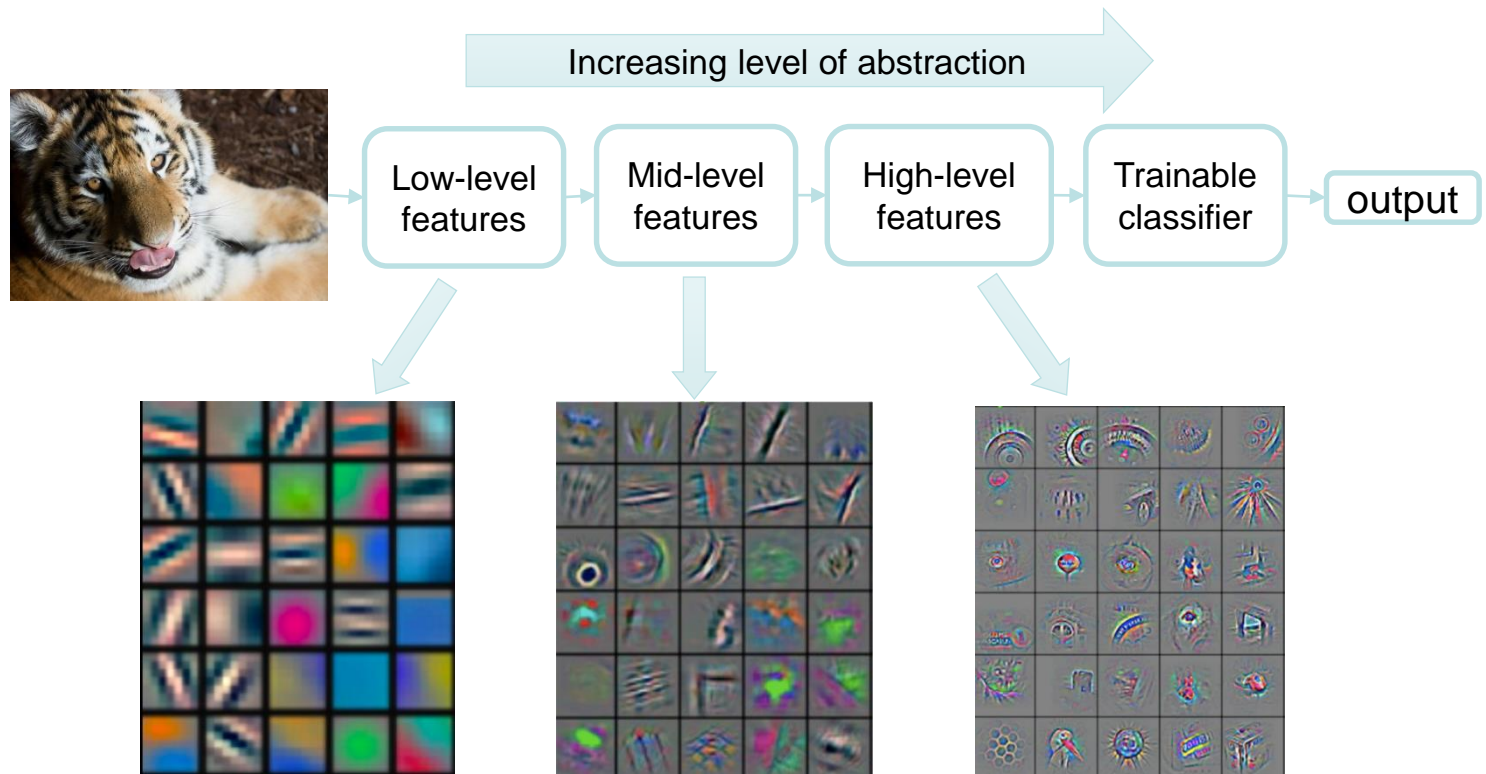 Increasing level of abstraction
Low-level
features
Mid-level
features
High-level
features
Trainable
classifier
output